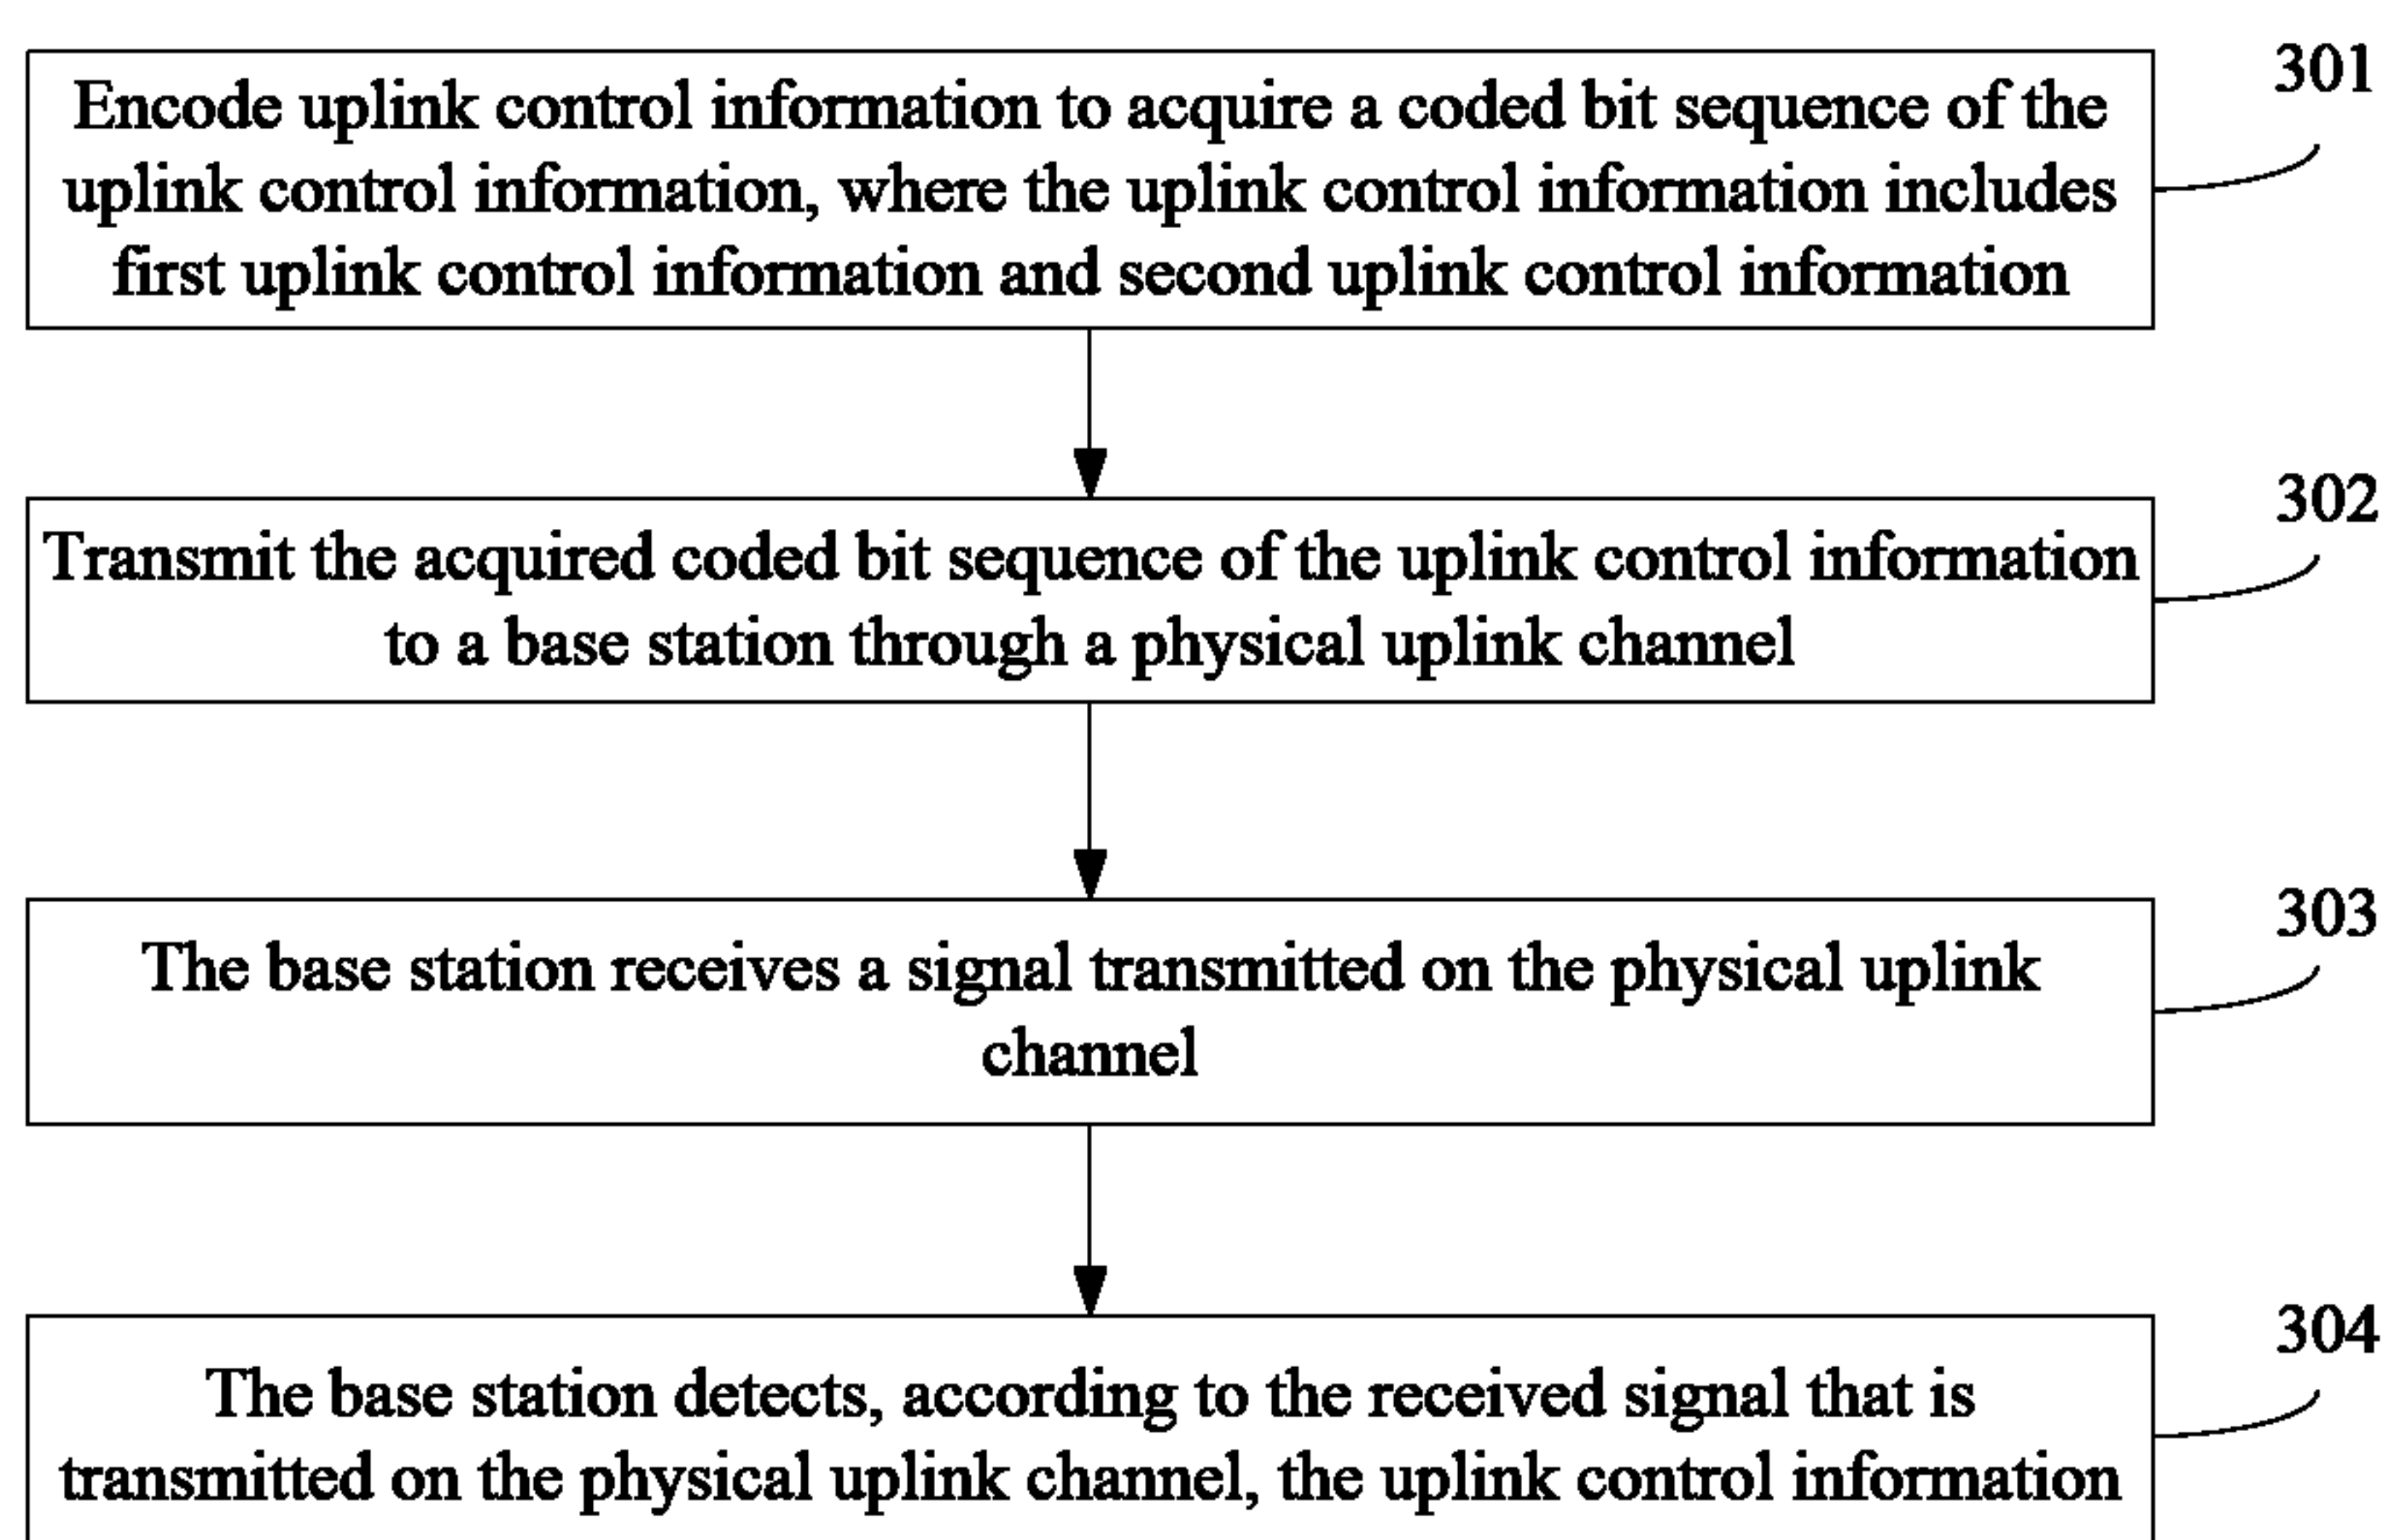 301
Encode uplink control information to acquire a coded bit sequence of the
uplink control information, where the uplink control information includes
first uplink control information and second uplink control information
302
Transmit the acquired coded bit sequence of the uplink control information
to a base station through a physical uplink channel
303
The base station receives a signal transmitted on the physical uplink
channel
304
The base station detects, according to the received signal that is
transmitted on the physical uplink channel, the uplink control information